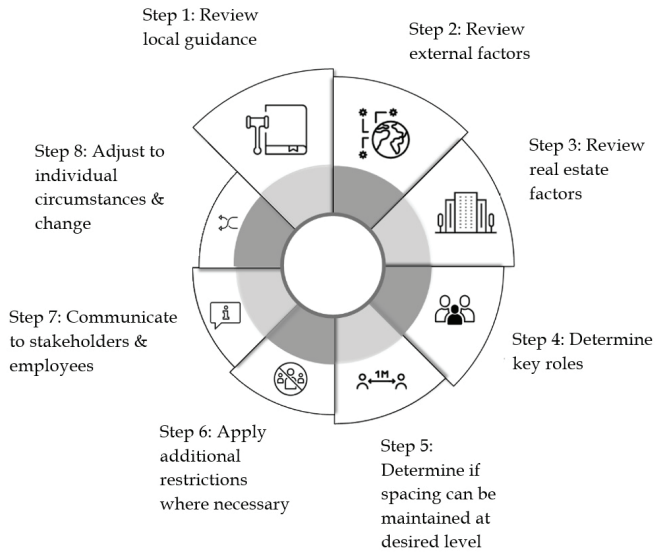 Step 1: Review
local guidance
Step 2: Review
external factors
Step 3: Review
real estate
factors
Step 4: Determine
key roles
1M
Step 5:
Determine if
spacing can be
maintained at
desired level
Step 6: Apply
additional
restrictions
where necessary
i
Step 7: Communicate
to stakeholders &
employees
Step 8: Adjust to
individual
circumstances &
change